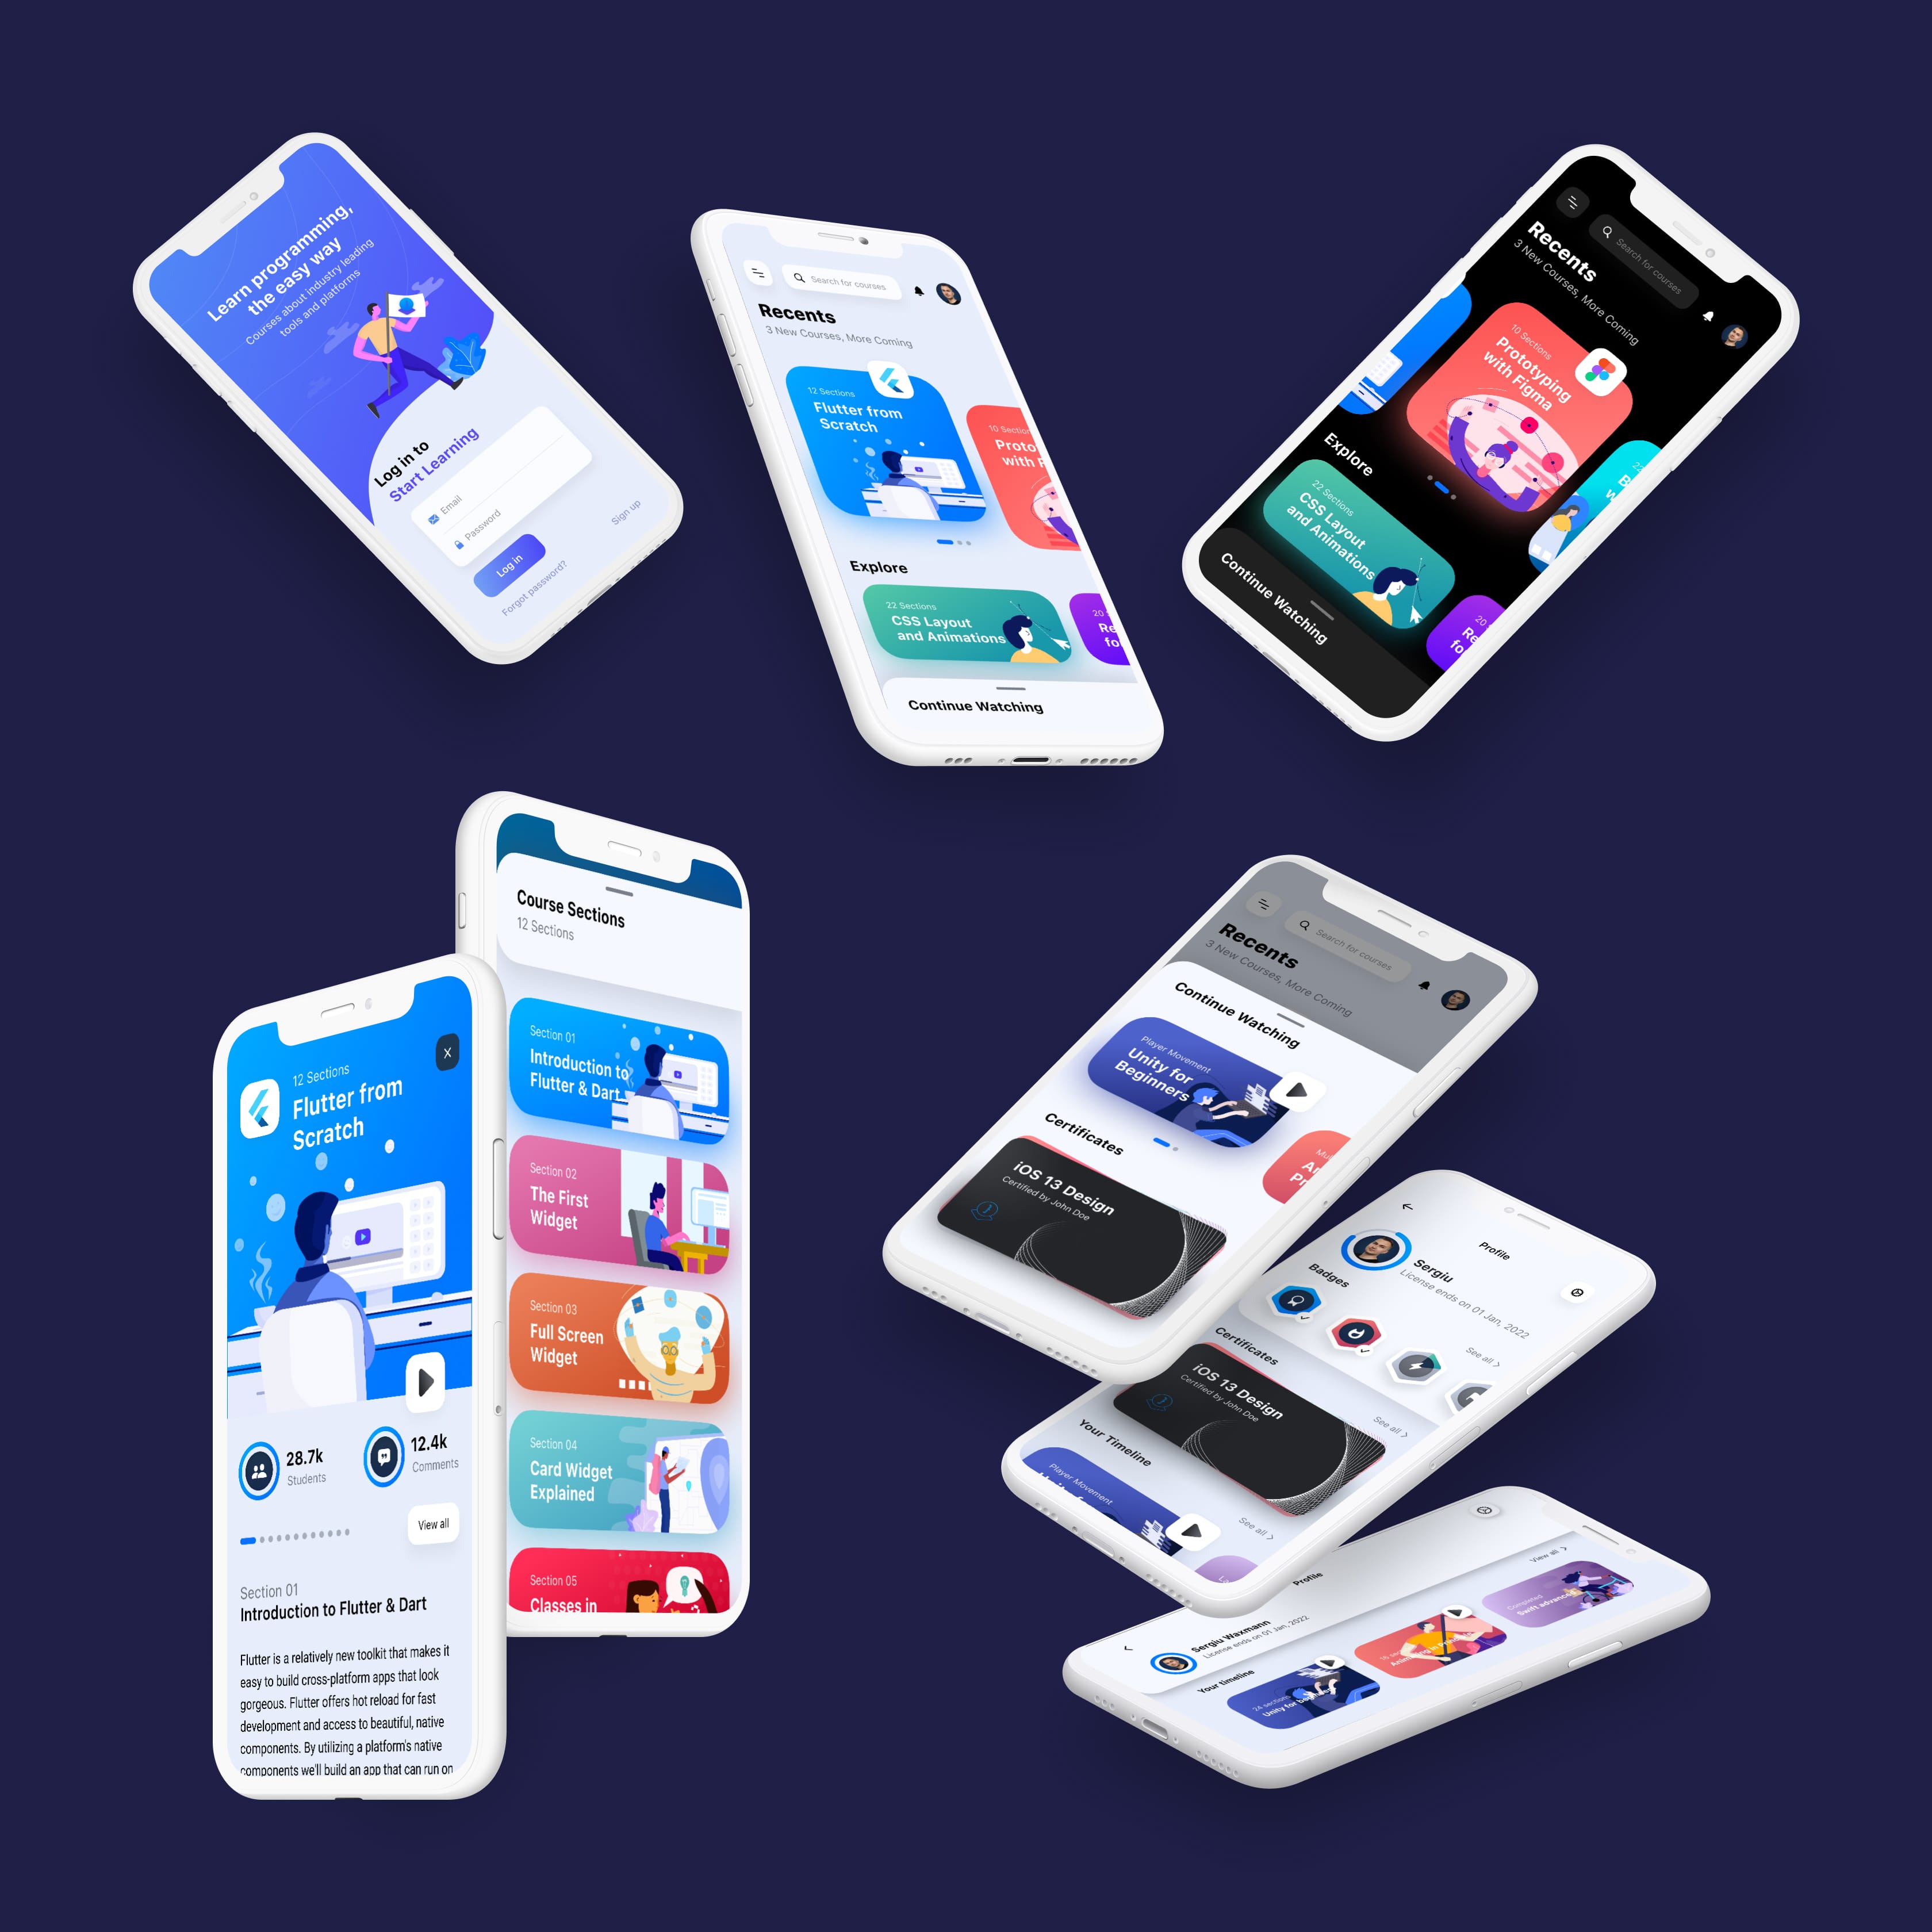 Learn programming,
the easy way
Courses about industry leading
tools and platforms
Log in to
Start Learning
Email
Password
Log in
Sign up
Forgot password?
Search for courses
Recents
3 New Courses, More Coming
12 Sections
Flutter from
Scratch
10 Section
Proto
with F
Explore
22 Sections
CSS Layout
and Animations
20
Re
fo
Continue Watching
Search for courses
Recents
3 New Courses, More Coming
10 Sections
Prototyping
with Figma
22
B
w
Explore
22 Sections
CSS Layout
and Animations
20
Re
fo
Continue Watching
Course Sections
12 Sections
Section 01
Introduction to
Flutter & Dart
Section 02
The First
Widget
Section 03
Full Screen
Widget
Section 04
Card Widget
Explained
Section 05
Classes in
X
12 Sections
Flutter from
Scratch
28.7k
Students
12.4k
Comments
View all
Section 01
Introduction to Flutter & Dart
Flutter is a relatively new toolkit that makes it
easy to build cross-platform apps that look
gorgeous. Flutter offers hot reload for fast
development and access to beautiful, native
components. By utilizing a platform's native
components we'll build an app that can run on
Search for courses
Recents
3 New Courses, More Coming
Continue Watching
Player Movement
Unity for
Beginners
Mu
An
Pr
Certificates
iOS 13 Design
Certified by John Doe
Profile
Sergiu
License ends on 01 Jan, 2022
Badges
See all
Certificates
iOS 13 Design
Certified by John Doe
See all
Your Timeline
Player Movement
See all
Profile
Sergiu Waxmann
License ends on 01 Jan, 2022
Your timeline
View all
24 sections
Unity for
Completed
Swift advanced